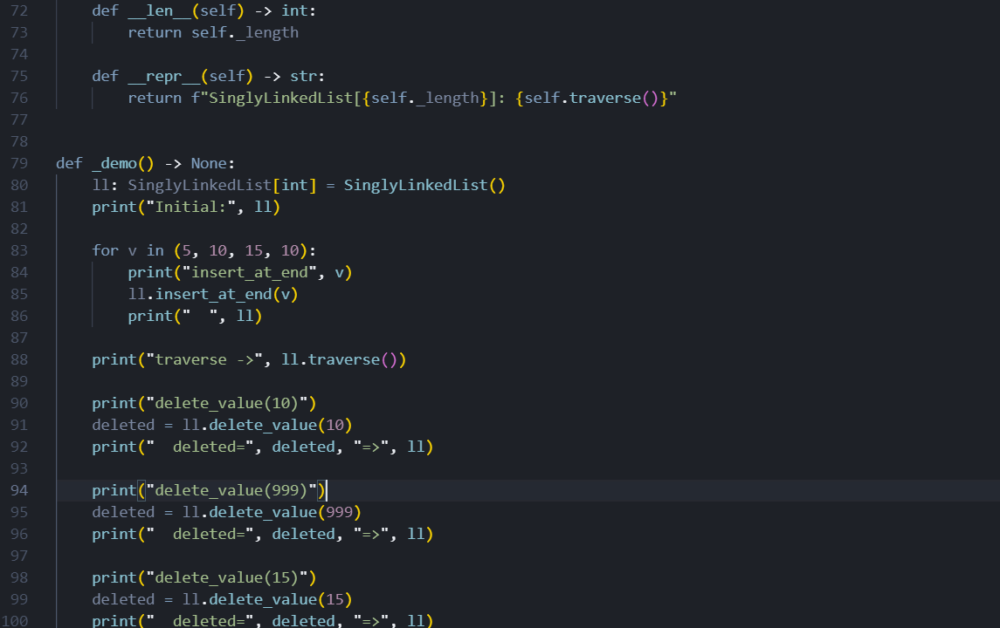 72 def __len__(self) -> int:
73 return self._length
74
75 def __repr__(self) -> str:
76 return f"SinglyLinkedList[{self._length}]: {self.traverse()}"
77
78
79 def _demo() -> None:
80 ll: SinglyLinkedList[int] = SinglyLinkedList()
81 print("Initial:", ll)
82
83 for v in (5, 10, 15, 10):
84 print("insert_at_end", v)
85 ll.insert_at_end(v)
86 print("  ", ll)
87
88 print("traverse ->", ll.traverse())
89
90 print("delete_value(10)")
91 deleted = ll.delete_value(10)
92 print("  deleted=", deleted, "=>", ll)
93
94 print("delete_value(999)")
95 deleted = ll.delete_value(999)
96 print("  deleted=", deleted, "=>", ll)
97
98 print("delete_value(15)")
99 deleted = ll.delete_value(15)
100 print("  deleted=", deleted, "=>", ll)